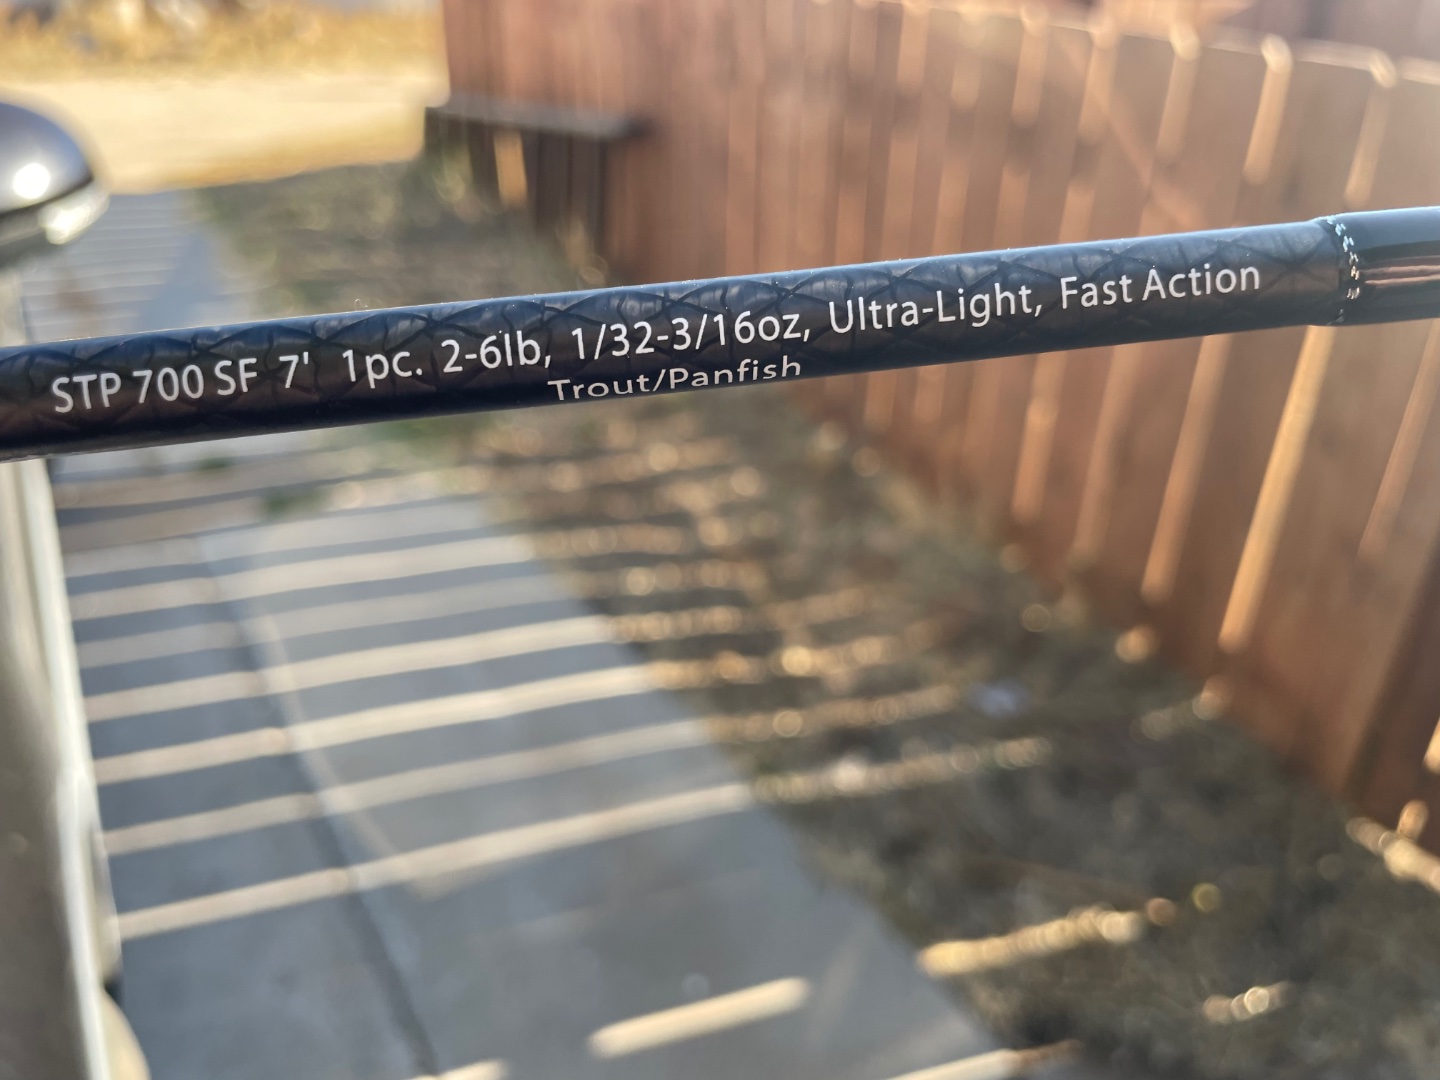 STP 700 SF 7' 1pc. 2-6lb, 1/32-3/16oz, Ultra-Light, Fast Action
Trout/Panfish